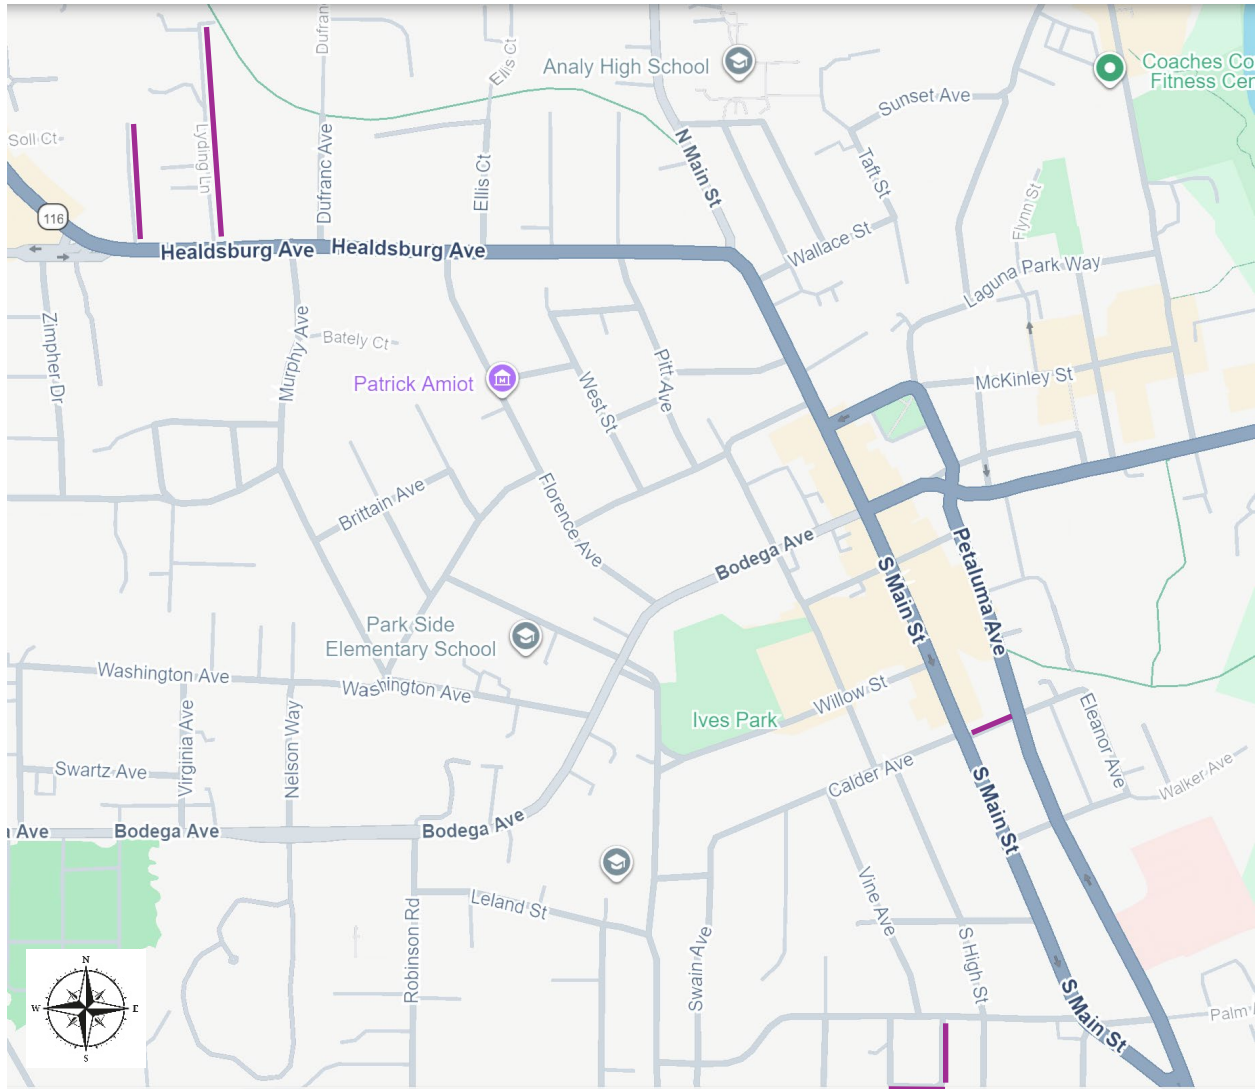 Dufranc
Ellis Ct
Analy High School
Coaches Co
Fitness Cen
Sunset Ave
Soll Ct
Lyding Ln
Dufranc Ave
Ellis Ct
N Main St
Taft St
Flynn St
116
Healdsburg Ave
Healdsburg Ave
Wallace St
Laguna Park Way
Zimpher Dr
Murphy Ave
Bately Ct
Patrick Amiot
West St
Pitt Ave
McKinley St
Brittain Ave
Florence Ave
Bodega Ave
S Main St
Petaluma Ave
Park Side
Elementary School
Washington Ave
Washington Ave
Virginia Ave
Nelson Way
Ives Park
Willow St
Eleanor Ave
Swartz Ave
Calder Ave
S Main St
Walker Ave
a Ave
Bodega Ave
Bodega Ave
Leland St
Vine Ave
Robinson Rd
Swain Ave
S High St
S Main St
Palm A
N
W
E
S